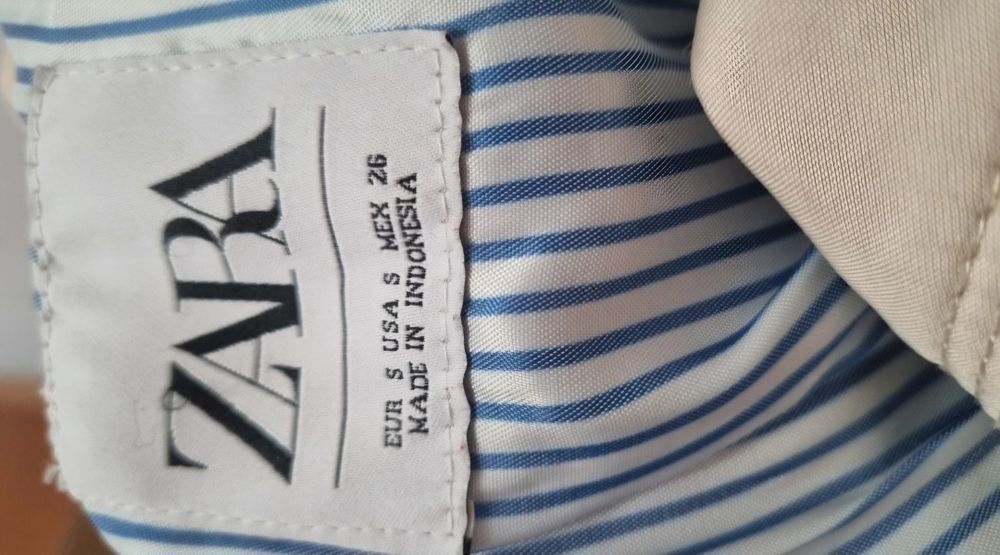 ZARA
EUR S USA S MEX 26
MADE IN INDONESIA